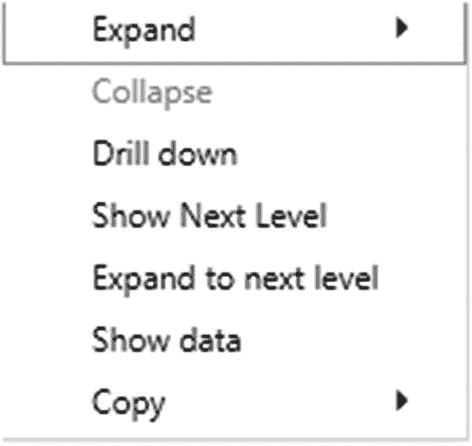 Expand
Collapse
Drill down
Show Next Level
Expand to next level
Show data
Copy